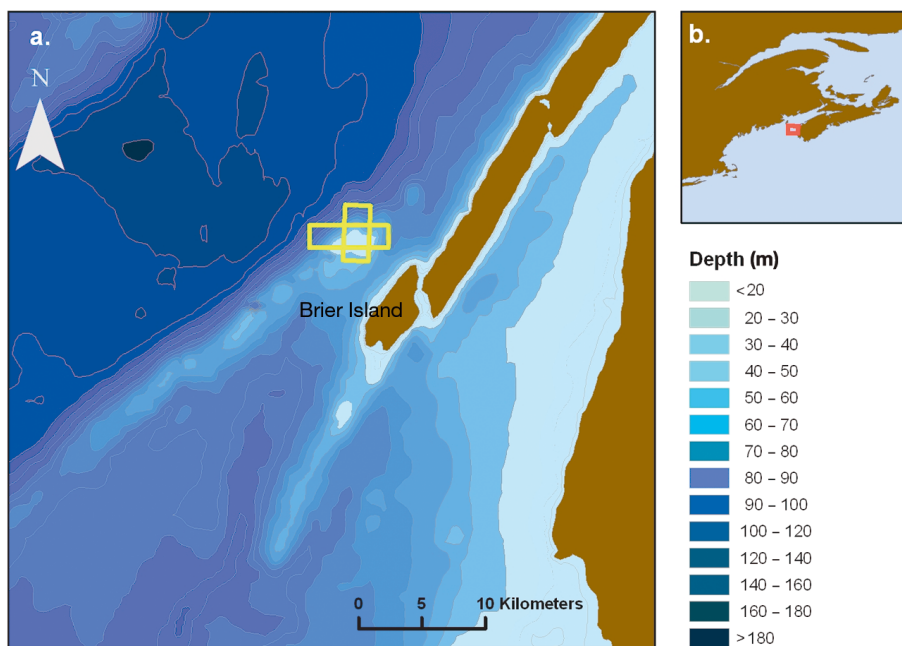 a.
N
Brier Island
0 5 10 Kilometers
b.
Depth (m)
<20
20 – 30
30 – 40
40 – 50
50 – 60
60 – 70
70 – 80
80 – 90
90 – 100
100 – 120
120 – 140
140 – 160
160 – 180
>180